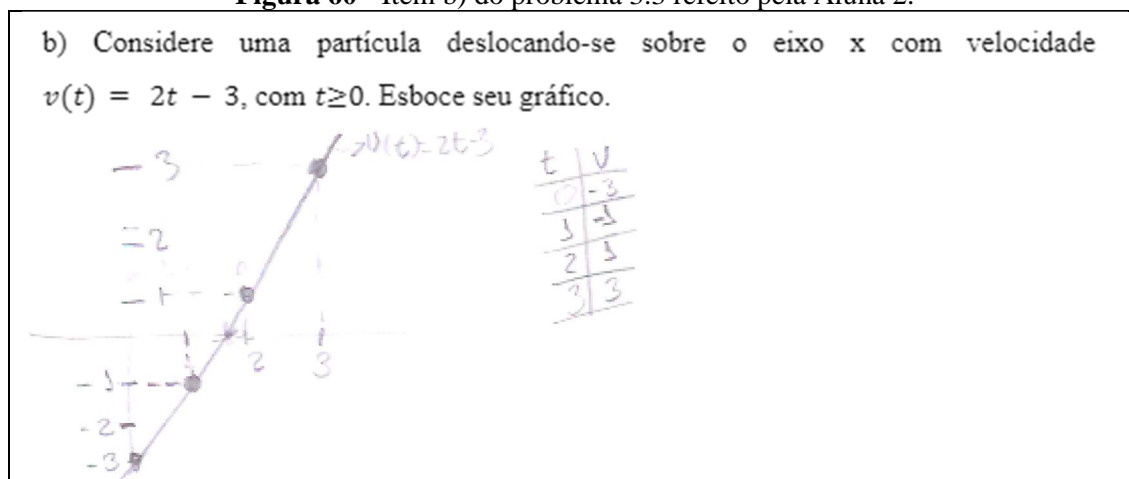 Figura 60 - Item b) do problema 3.3 refeito pela Aluna 2.
b) Considere uma partícula deslocando-se sobre o eixo x com velocidade
v(t) = 2t − 3, com t≥0. Esboce seu gráfico.
v(t)=2t-3
3
2
1
2 3
-1
-2
-3
t v
0 -3
1 -1
2 1
3 3